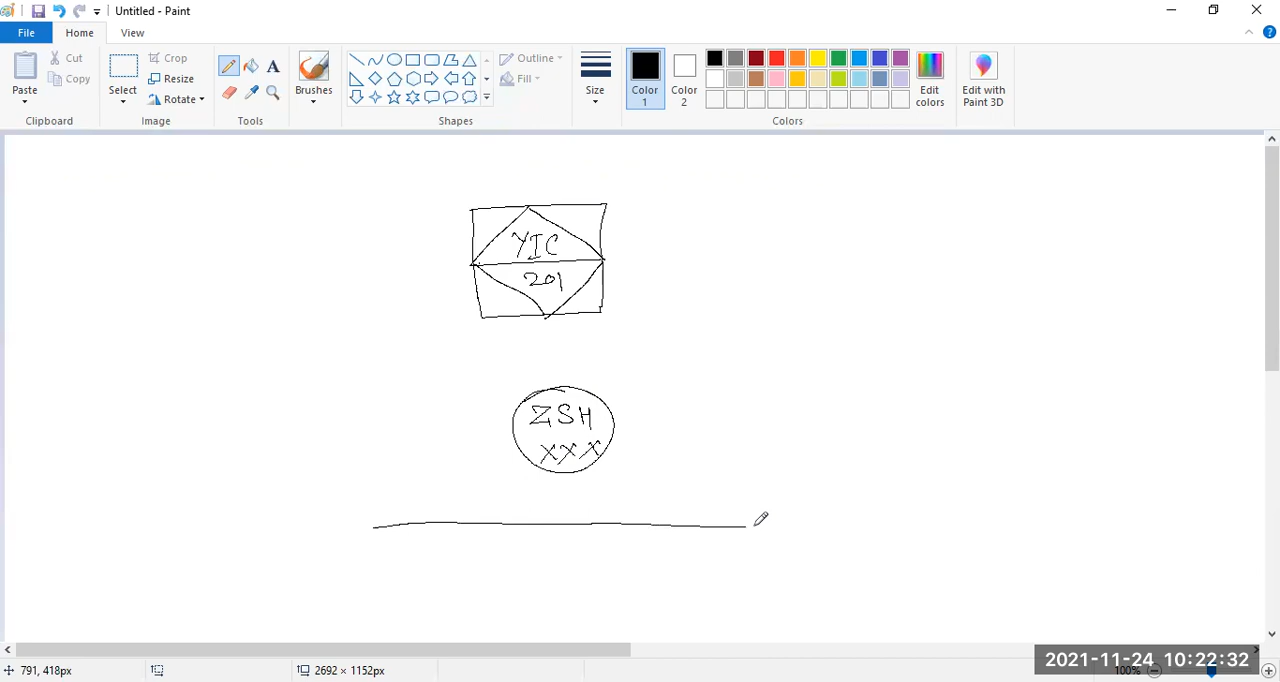 Untitled - Paint
File
Home
View
Paste
Cut
Copy
Clipboard
Select
Crop
Resize
Rotate
Image
A
Tools
Brushes
Outline
Fill
Shapes
Size
Color 1
Color 2
Edit colors
Colors
Edit with Paint 3D
YIC
201
ZSH
XXX
791, 418px
2692 × 1152px
100%
2021-11-24 10:22:32